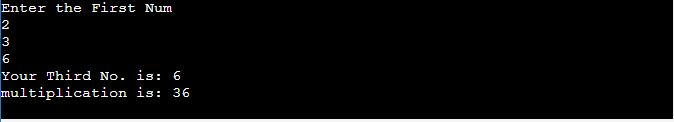 Enter the First Num
2
3
6
Your Third No. is: 6
multiplication is: 36